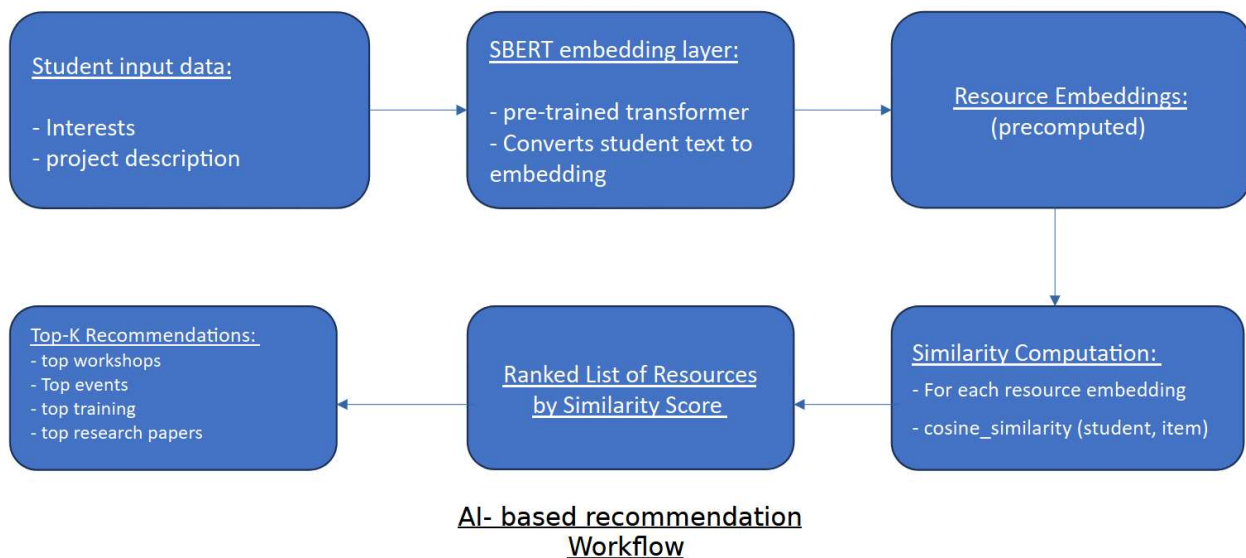 Student input data:
- Interests
- project description
SBERT embedding layer:
- pre-trained transformer
- Converts student text to
embedding
Resource Embeddings:
(precomputed)
Similarity Computation:
- For each resource embedding
- cosine_similarity (student, item)
Ranked List of Resources
by Similarity Score
Top-K Recommendations:
- top workshops
- Top events
- top training
- top research papers
AI- based recommendation
Workflow